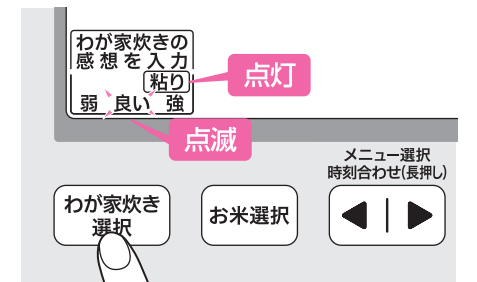 わが家炊きの
感想を入力
粘り
弱 良い 強
点灯
点滅
メニュー選択
時刻合わせ(長押し)
わが家炊き
選択
お米選択